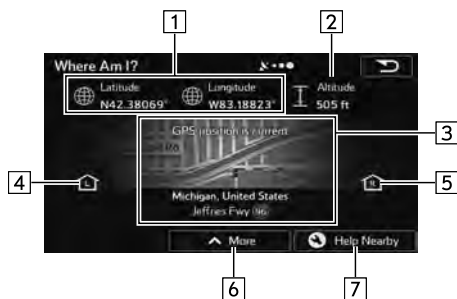 1
2
Where Am I?
Latitude
N42.38069°
Longitude
W83.18823°
Altitude
505 ft
GPS position is current
3
4
L
R
5
Michigan, United States
Jeffries Fwy I96
More
Help Nearby
6
7